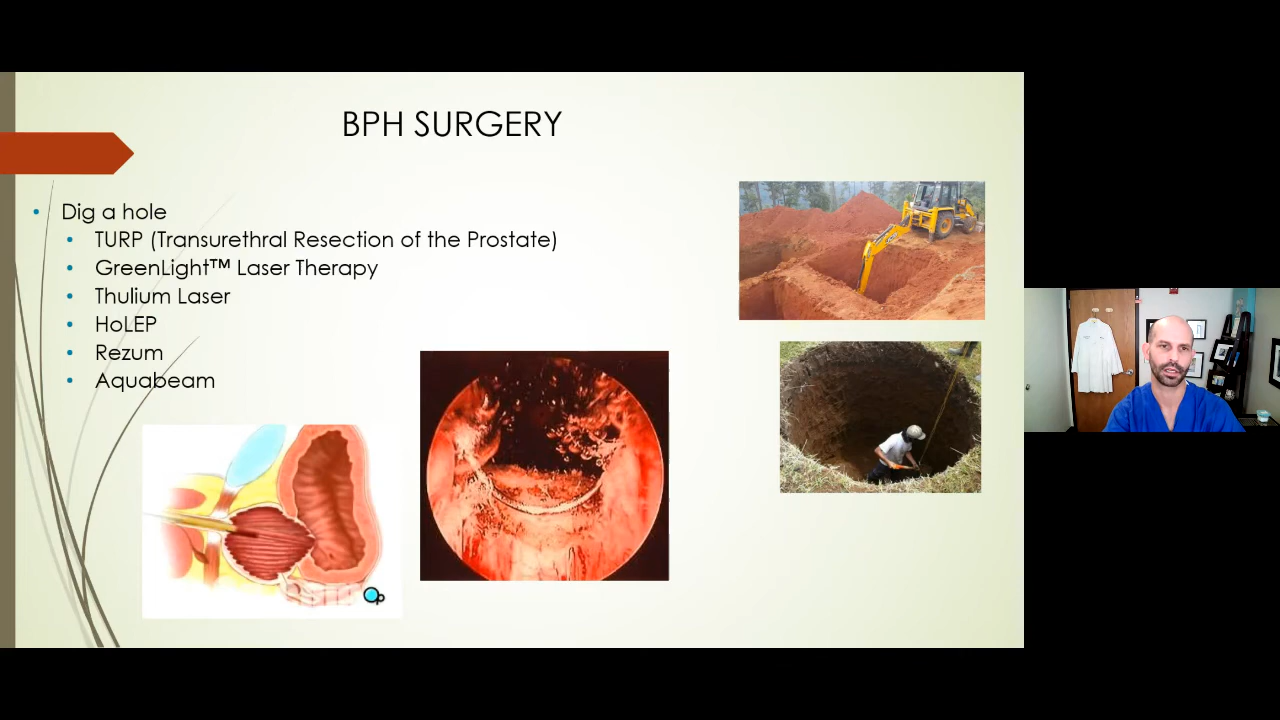 BPH SURGERY
Dig a hole
TURP (Transurethral Resection of the Prostate)
GreenLight™ Laser Therapy
Thulium Laser
HoLEP
Rezum
Aquabeam